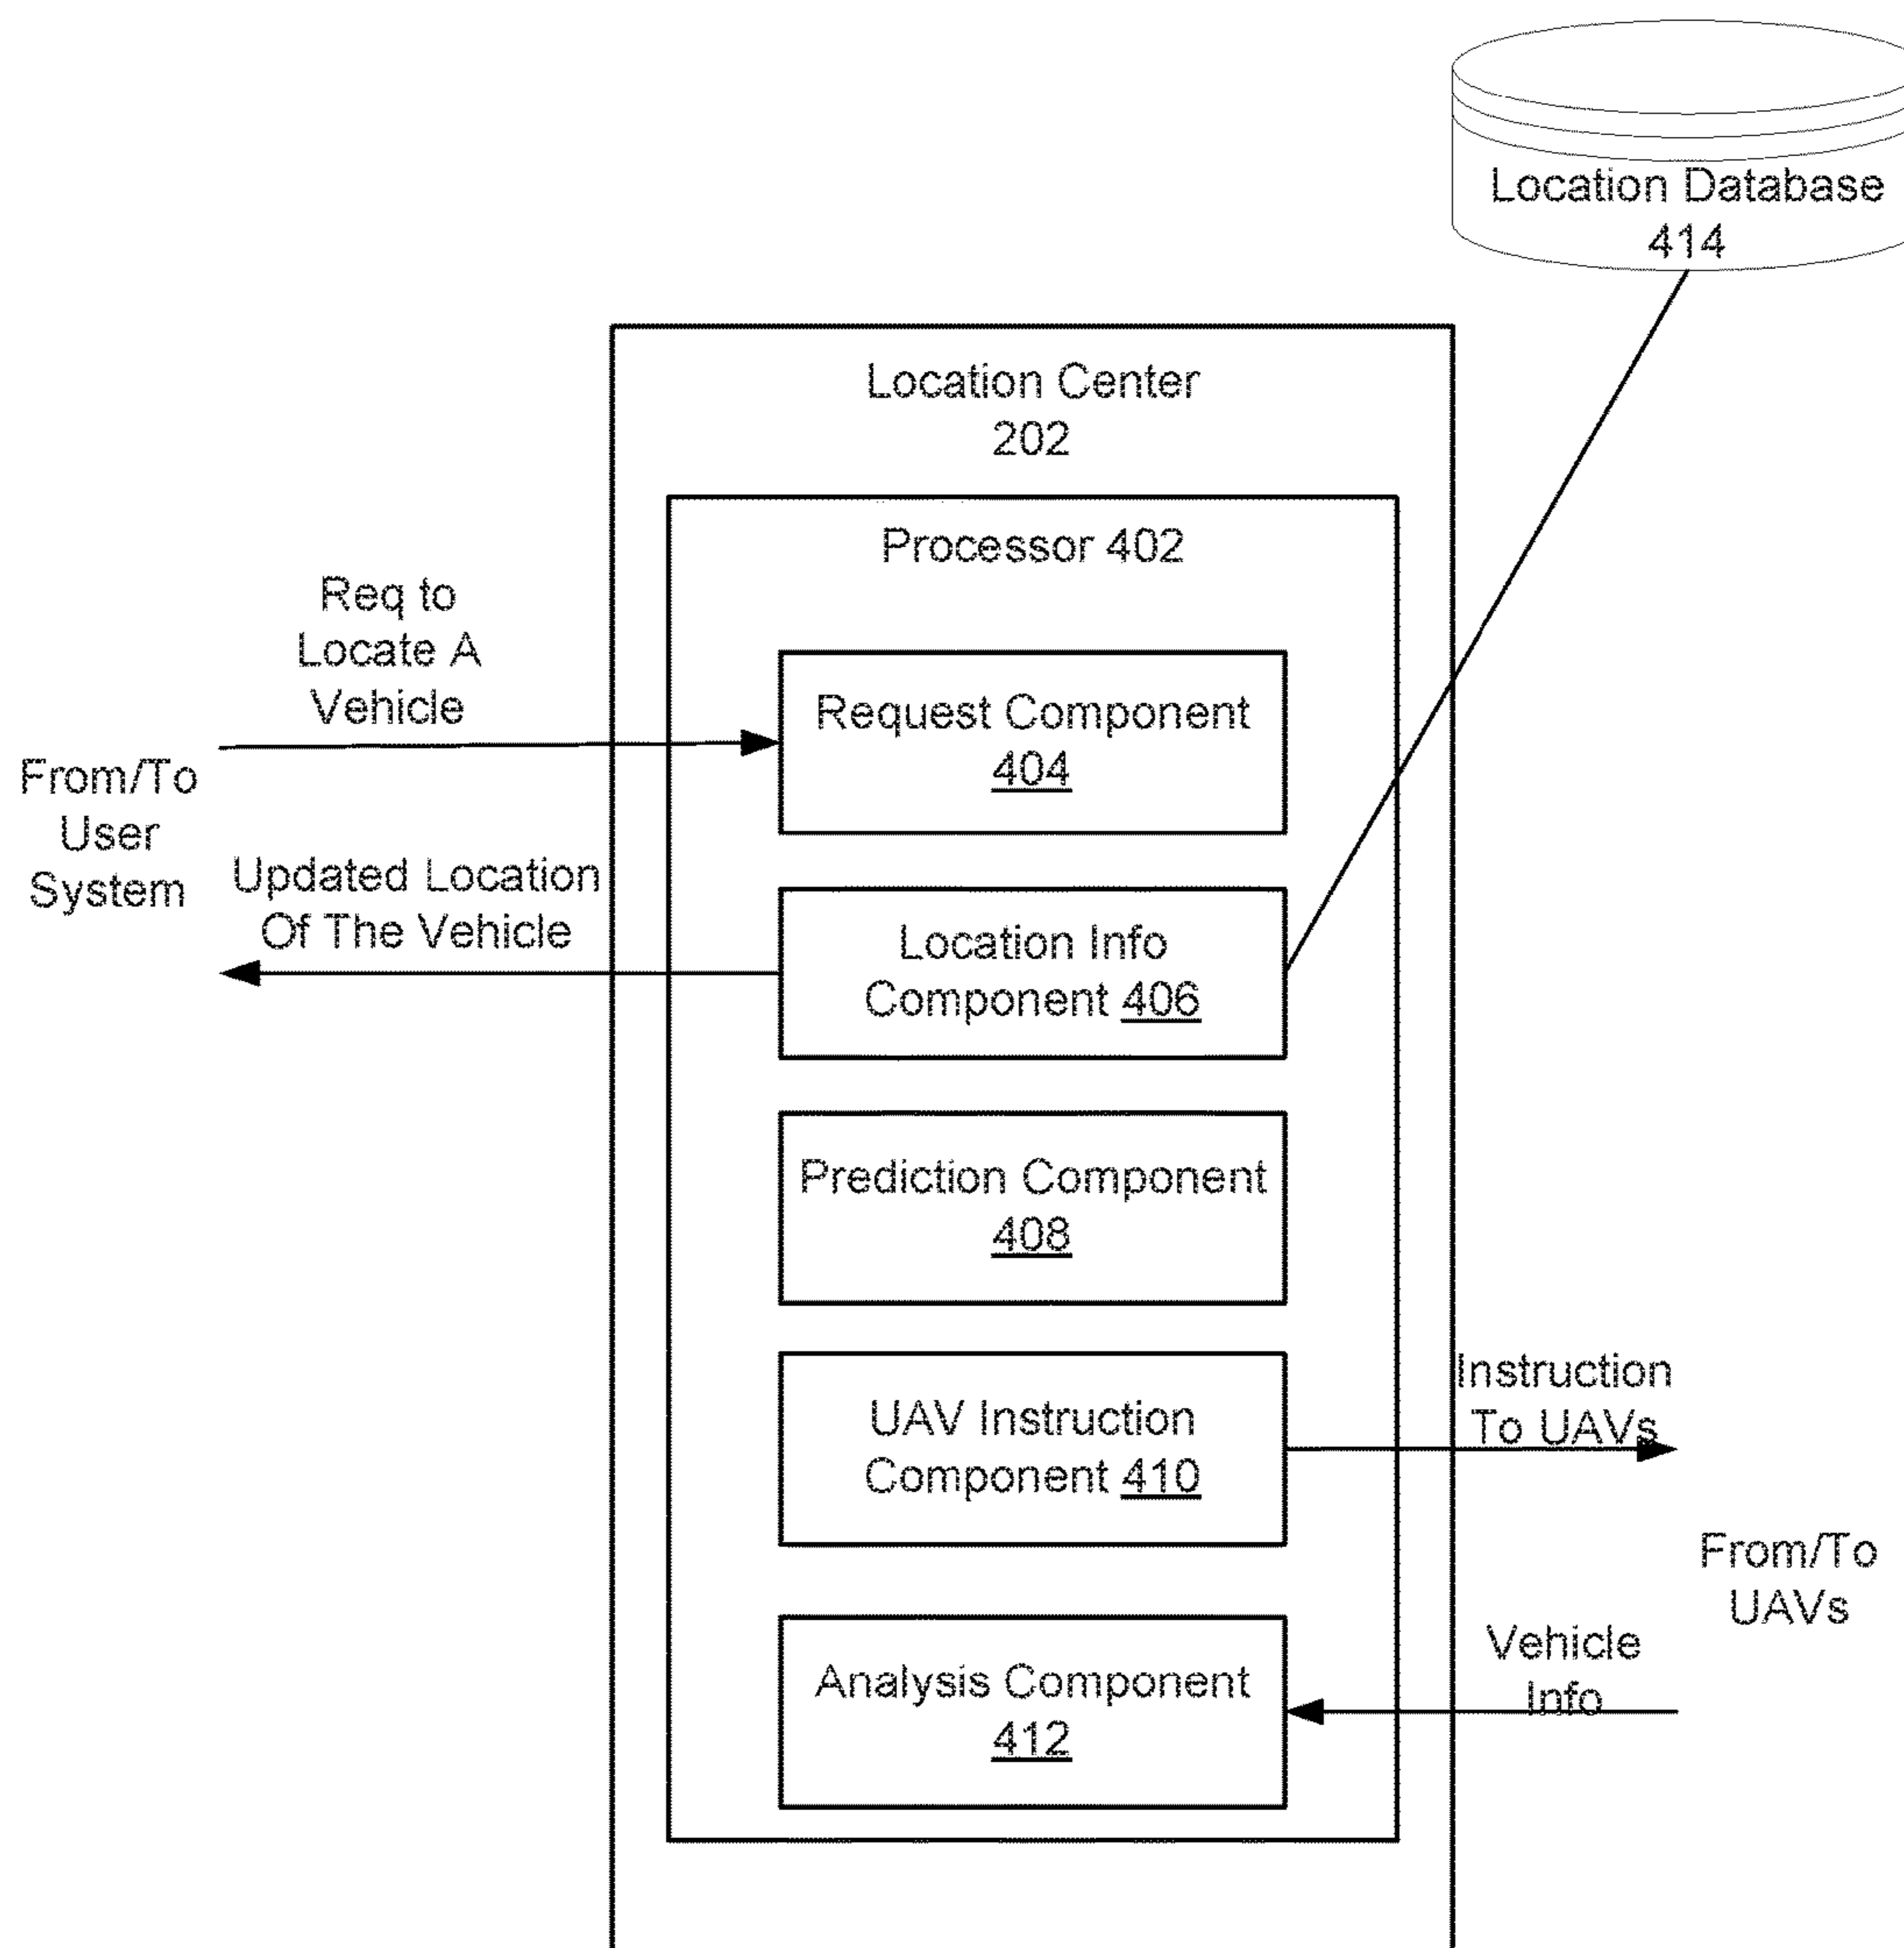 Location Database
414
Location Center
202
Processor 402
Req to
Locate A
Vehicle
Request Component
404
From/To
User
System
Updated Location
Of The Vehicle
Location Info
Component 406
Prediction Component
408
UAV Instruction
Component 410
Instruction
To UAVs
From/To
UAVs
Analysis Component
412
Vehicle
Info